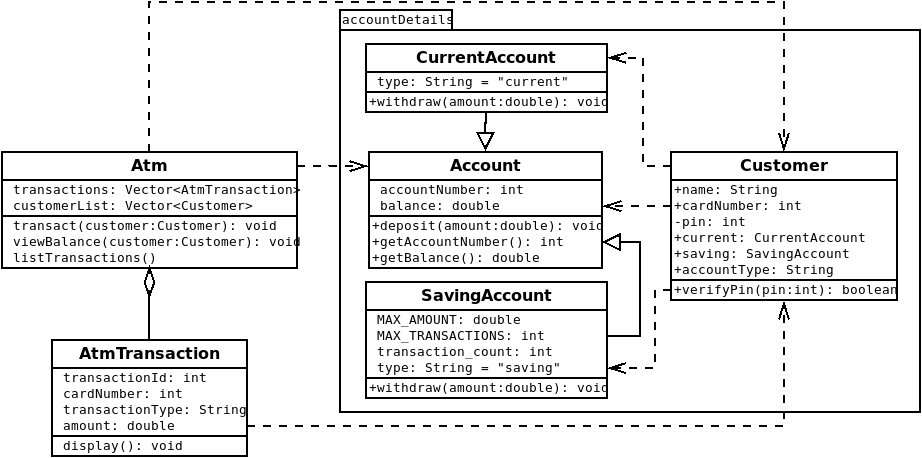 accountDetails
CurrentAccount
type: String = "current"
+withdraw(amount:double): void
Atm
transactions: Vector<AtmTransaction>
customerList: Vector<Customer>
transact(customer:Customer): void
viewBalance(customer:Customer): void
listTransactions()
Account
accountNumber: int
balance: double
+deposit(amount:double): void
+getAccountNumber(): int
+getBalance(): double
Customer
+name: String
+cardNumber: int
-pin: int
+current: CurrentAccount
+saving: SavingAccount
+accountType: String
+verifyPin(pin:int): boolean
SavingAccount
MAX_AMOUNT: double
MAX_TRANSACTIONS: int
transaction_count: int
type: String = "saving"
+withdraw(amount:double): void
AtmTransaction
transactionId: int
cardNumber: int
transactionType: String
amount: double
display(): void